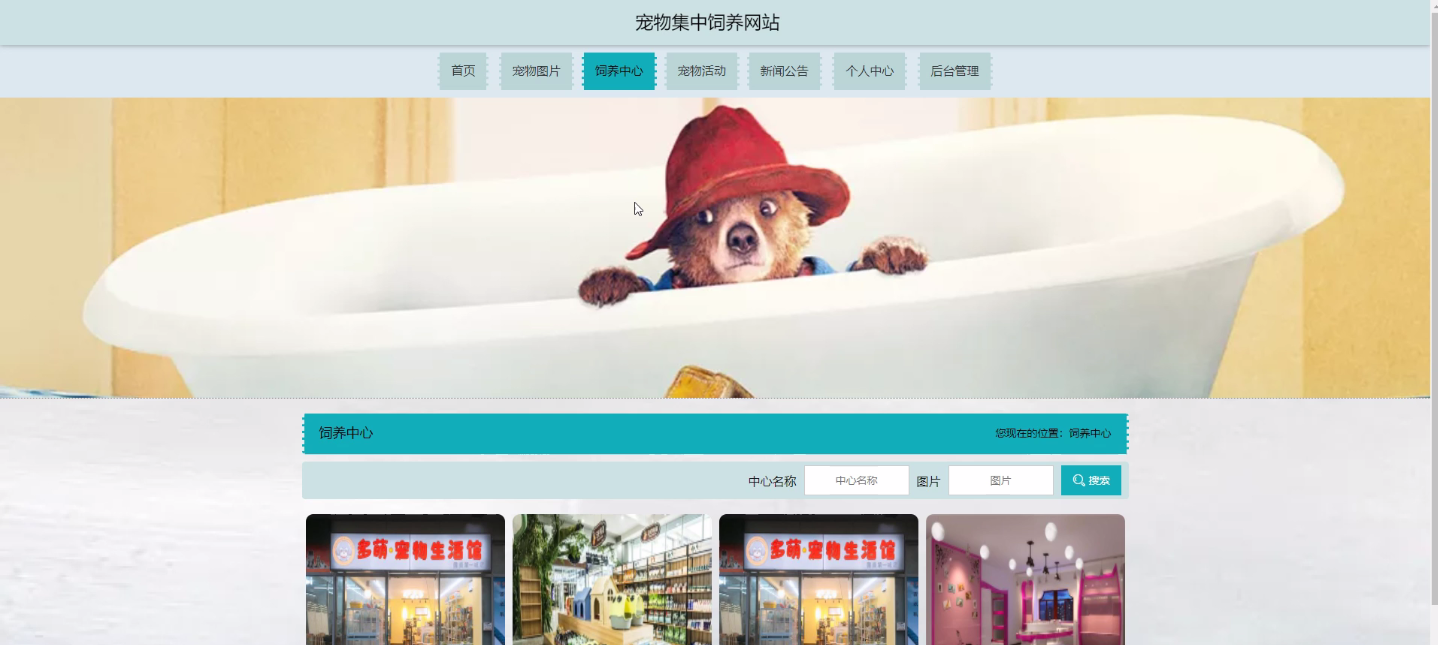 宠物集中饲养网站
首页 宠物图片 饲养中心 宠物活动 新闻公告 个人中心 后台管理
饲养中心 您现在的位置：饲养中心
中心名称 中心名称 图片 图片 搜索
多萌·宠物生活馆 多萌·宠物生活馆